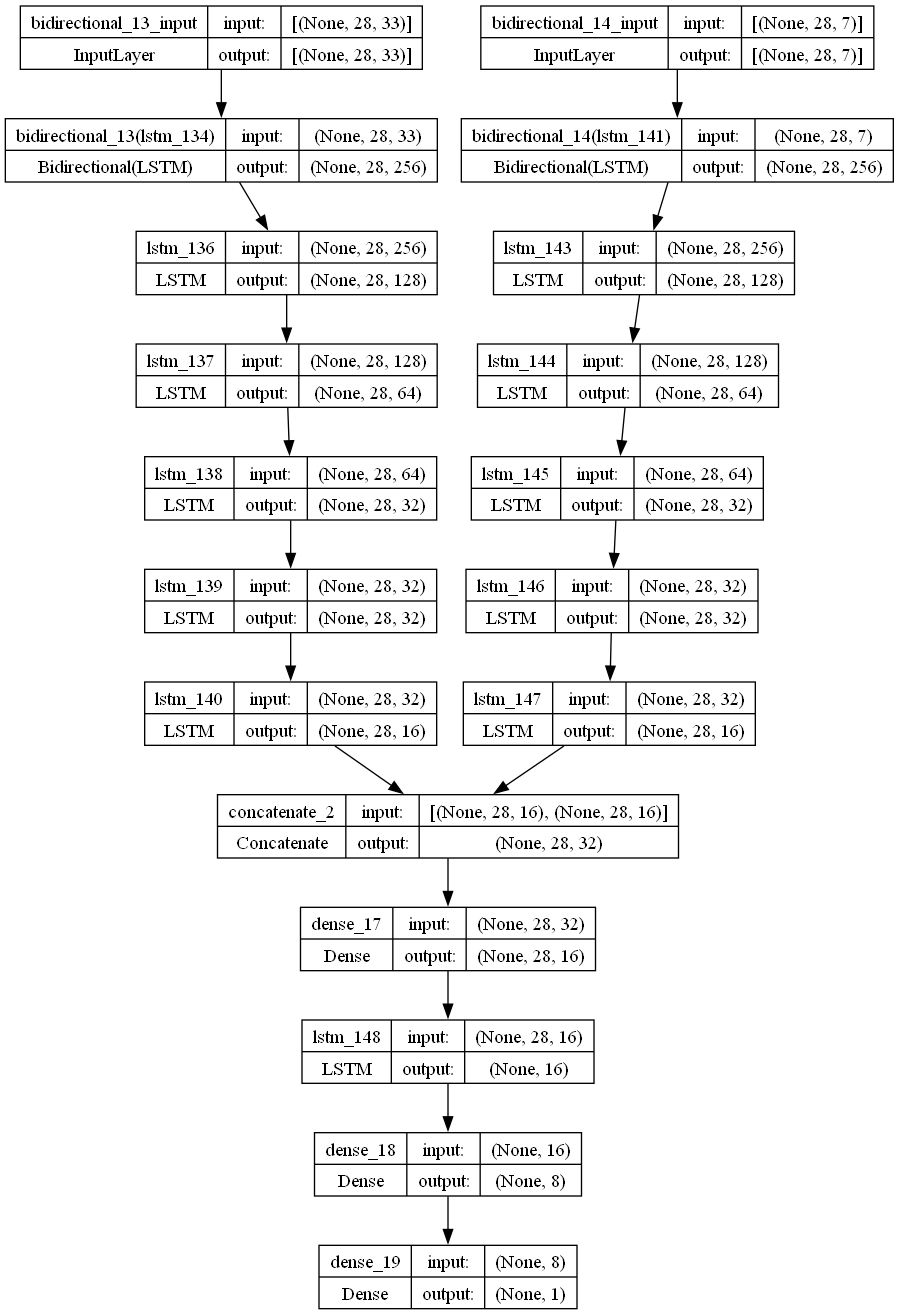 bidirectional_13_input input: [(None, 28, 33)]
InputLayer output: [(None, 28, 33)]
bidirectional_14_input input: [(None, 28, 7)]
InputLayer output: [(None, 28, 7)]
bidirectional_13(lstm_134) input: (None, 28, 33)
Bidirectional(LSTM) output: (None, 28, 256)
bidirectional_14(lstm_141) input: (None, 28, 7)
Bidirectional(LSTM) output: (None, 28, 256)
lstm_136 input: (None, 28, 256)
LSTM output: (None, 28, 128)
lstm_143 input: (None, 28, 256)
LSTM output: (None, 28, 128)
lstm_137 input: (None, 28, 128)
LSTM output: (None, 28, 64)
lstm_144 input: (None, 28, 128)
LSTM output: (None, 28, 64)
lstm_138 input: (None, 28, 64)
LSTM output: (None, 28, 32)
lstm_145 input: (None, 28, 64)
LSTM output: (None, 28, 32)
lstm_139 input: (None, 28, 32)
LSTM output: (None, 28, 32)
lstm_146 input: (None, 28, 32)
LSTM output: (None, 28, 32)
lstm_140 input: (None, 28, 32)
LSTM output: (None, 28, 16)
lstm_147 input: (None, 28, 32)
LSTM output: (None, 28, 16)
concatenate_2 input: [(None, 28, 16), (None, 28, 16)]
Concatenate output: (None, 28, 32)
dense_17 input: (None, 28, 32)
Dense output: (None, 28, 16)
lstm_148 input: (None, 28, 16)
LSTM output: (None, 16)
dense_18 input: (None, 16)
Dense output: (None, 8)
dense_19 input: (None, 8)
Dense output: (None, 1)